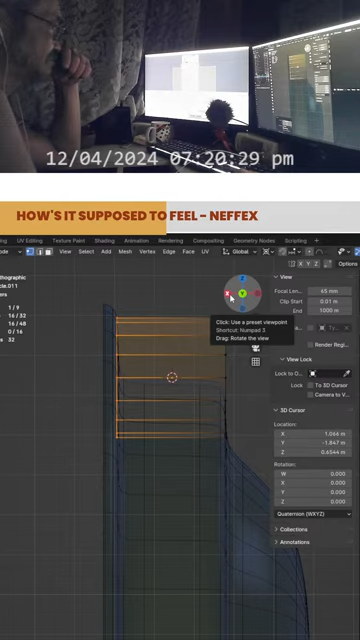 12/04/2024 07:20:29 pm
HOW'S IT SUPPOSED TO FEEL - NEFFEX
UV Editing Texture Paint Shading Animation Rendering Compositing Geometry Nodes Scripting +
View Select Add Mesh Vertex Edge Face UV Global
X Y Z Options
thographic
cle.011
1 / 9
16 / 32
16 / 48
0 / 16
32
Z
X
Y
Click: Use a preset viewpoint
Shortcut: Numpad 3
Drag: Rotate the view
View
Focal Len... 65 mm
Clip Start 0.01 m
End 1000 m
Render Regi...
View Lock
Lock to O...
Lock To 3D Cursor
Camera to V...
3D Cursor
Location:
X 1.066 m
Y -1.847 m
Z 0.6544 m
Rotation:
W 0.000
X 0.000
Y 0.000
Z 0.000
Quaternion (WXYZ)
Collections
Annotations